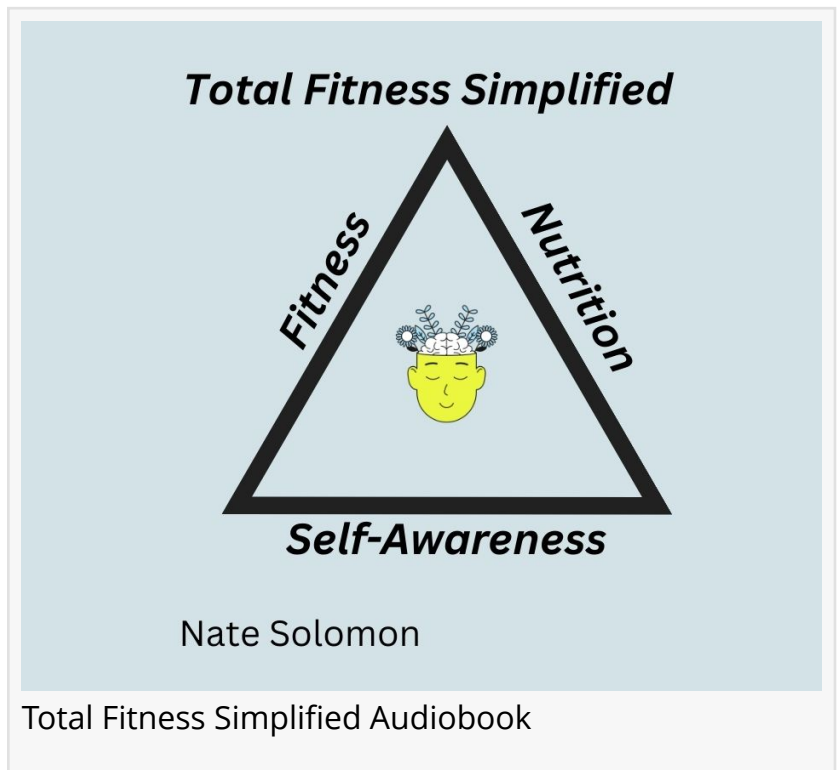 Total Fitness Simplified
Fitness
Nutrition
Self-Awareness
Nate Solomon
Total Fitness Simplified Audiobook